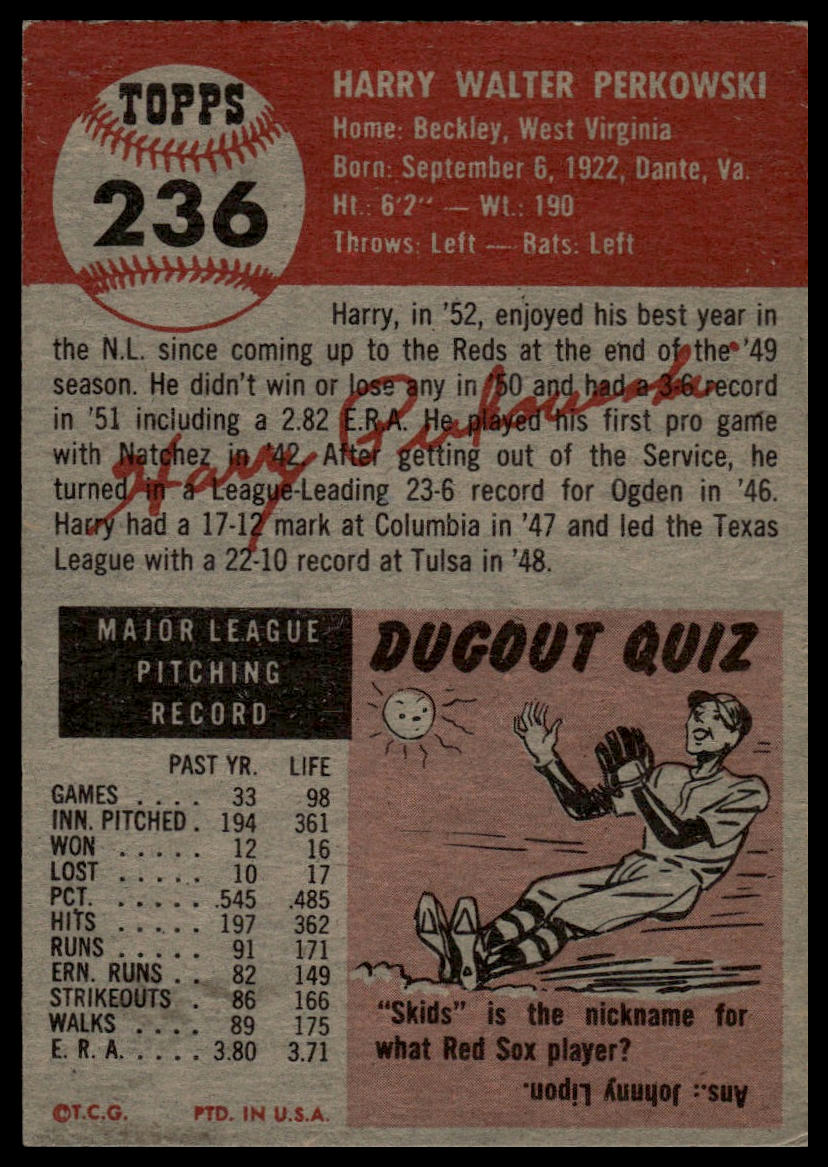 TOPPS
236
HARRY WALTER PERKOWSKI
Home: Beckley, West Virginia
Born: September 6, 1922, Dante, Va.
Ht.: 6'2" — Wt.: 190
Throws: Left — Bats: Left
Harry, in '52, enjoyed his best year in
the N.L. since coming up to the Reds at the end of the '49
season. He didn't win or lose any in '50 and had a 3-6 record
in '51 including a 2.82 E.R.A. He played his first pro game
with Natchez in '42. After getting out of the Service, he
turned in a League-Leading 23-6 record for Ogden in '46.
Harry had a 17-12 mark at Columbia in '47 and led the Texas
League with a 22-10 record at Tulsa in '48.
Harry Perkowski
MAJOR LEAGUE
PITCHING
RECORD
PAST YR. LIFE
GAMES . . . . 33 98
INN. PITCHED . 194 361
WON . . . . . 12 16
LOST . . . . . 10 17
PCT. . . . . . .545 .485
HITS . . . . . 197 362
RUNS . . . . . 91 171
ERN. RUNS . . 82 149
STRIKEOUTS . 86 166
WALKS . . . . 89 175
E. R. A. . . . . 3.80 3.71
©T.C.G. PTD. IN U.S.A.
DUGOUT QUIZ
"Skids" is the nickname for
what Red Sox player?
Ans.: Johnny Lipon.